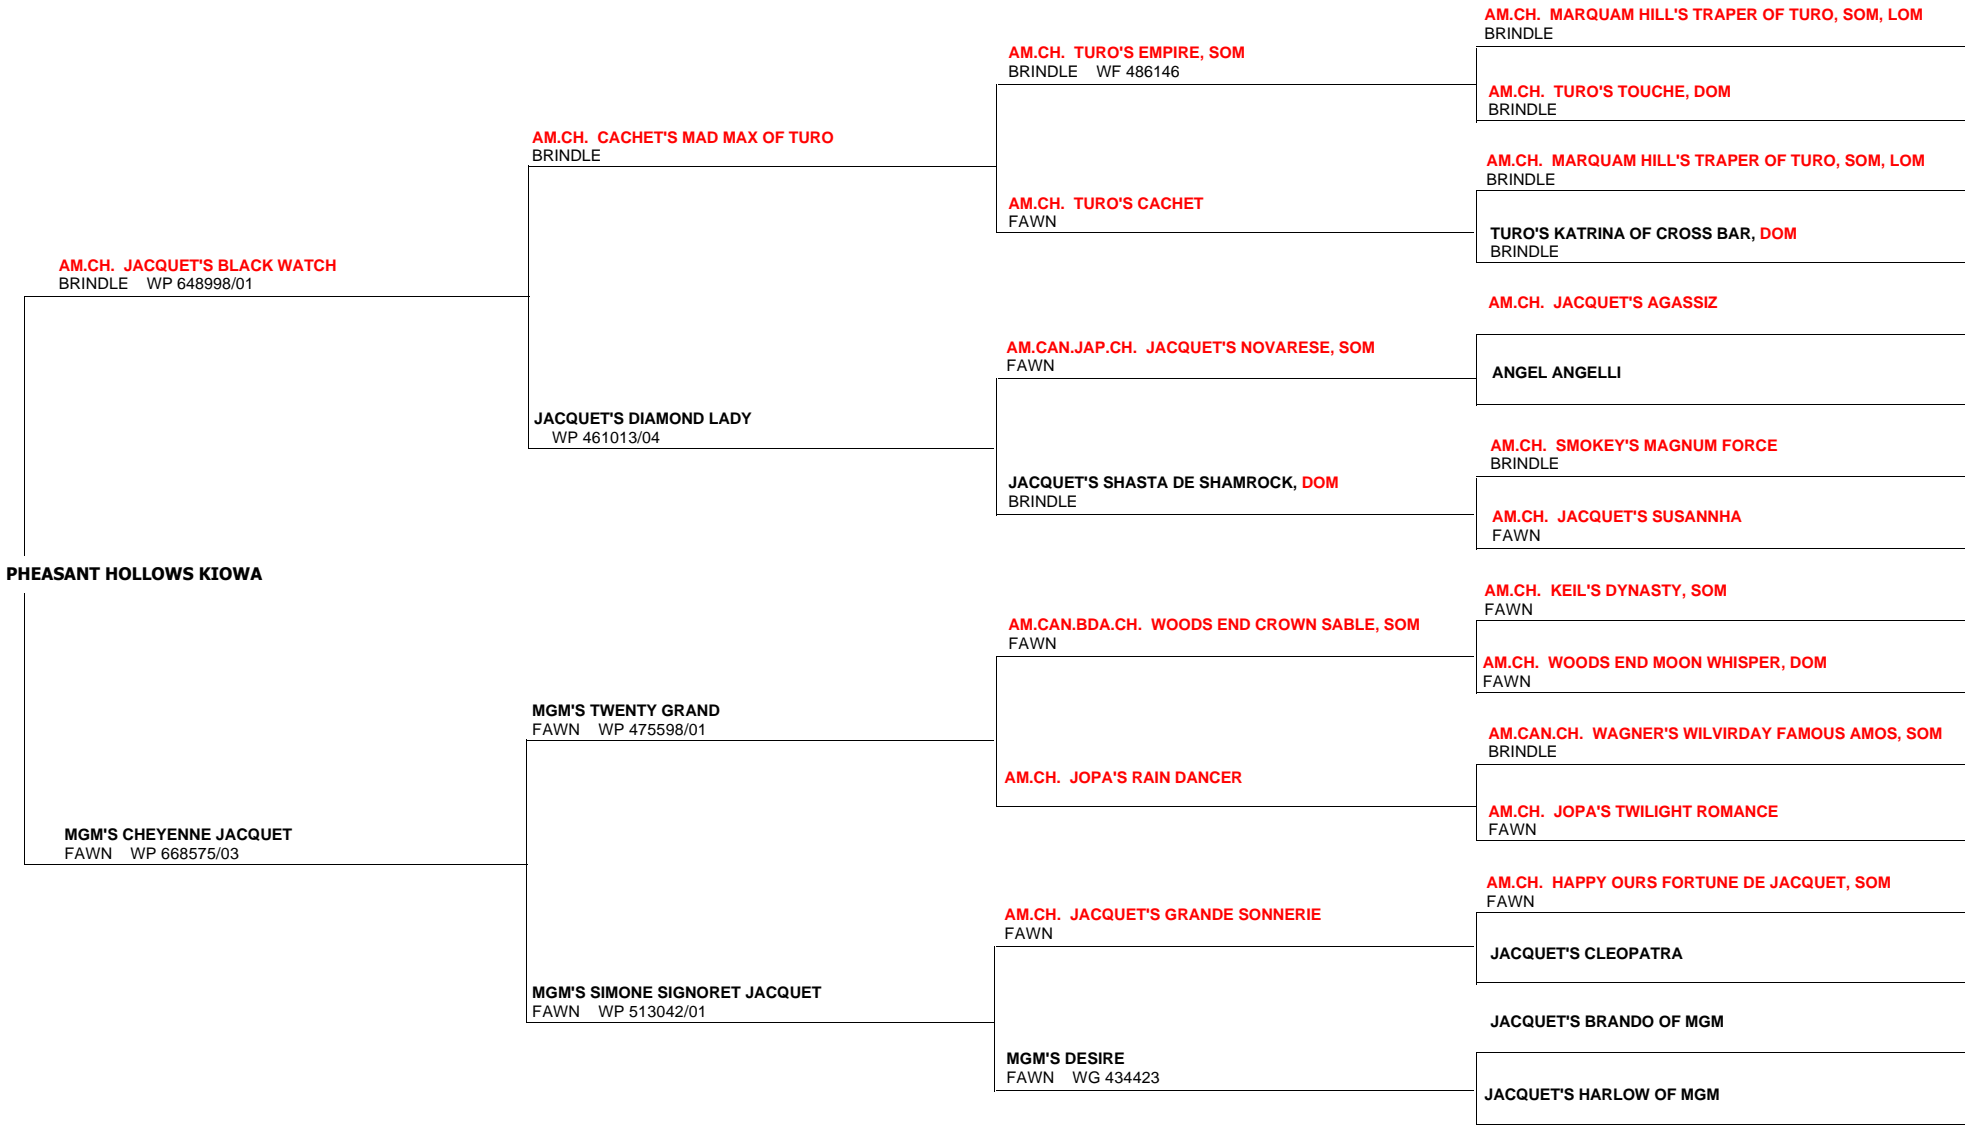 AM.CH. MARQUAM HILL'S TRAPER OF TURO, SOM, LOM
BRINDLE
AM.CH. TURO'S EMPIRE, SOM
BRINDLE WF 486146
AM.CH. TURO'S TOUCHE, DOM
BRINDLE
AM.CH. CACHET'S MAD MAX OF TURO
BRINDLE
AM.CH. MARQUAM HILL'S TRAPER OF TURO, SOM, LOM
BRINDLE
AM.CH. TURO'S CACHET
FAWN
TURO'S KATRINA OF CROSS BAR, DOM
BRINDLE
AM.CH. JACQUET'S BLACK WATCH
BRINDLE WP 648998/01
AM.CH. JACQUET'S AGASSIZ
AM.CAN.JAP.CH. JACQUET'S NOVARESE, SOM
FAWN
ANGEL ANGELLI
JACQUET'S DIAMOND LADY
WP 461013/04
AM.CH. SMOKEY'S MAGNUM FORCE
BRINDLE
JACQUET'S SHASTA DE SHAMROCK, DOM
BRINDLE
AM.CH. JACQUET'S SUSANNHA
FAWN
PHEASANT HOLLOWS KIOWA
AM.CH. KEIL'S DYNASTY, SOM
FAWN
AM.CAN.BDA.CH. WOODS END CROWN SABLE, SOM
FAWN
AM.CH. WOODS END MOON WHISPER, DOM
FAWN
MGM'S TWENTY GRAND
FAWN WP 475598/01
AM.CAN.CH. WAGNER'S WILVIRDAY FAMOUS AMOS, SOM
BRINDLE
AM.CH. JOPA'S RAIN DANCER
AM.CH. JOPA'S TWILIGHT ROMANCE
FAWN
MGM'S CHEYENNE JACQUET
FAWN WP 668575/03
AM.CH. HAPPY OURS FORTUNE DE JACQUET, SOM
FAWN
AM.CH. JACQUET'S GRANDE SONNERIE
FAWN
JACQUET'S CLEOPATRA
MGM'S SIMONE SIGNORET JACQUET
FAWN WP 513042/01
JACQUET'S BRANDO OF MGM
MGM'S DESIRE
FAWN WG 434423
JACQUET'S HARLOW OF MGM